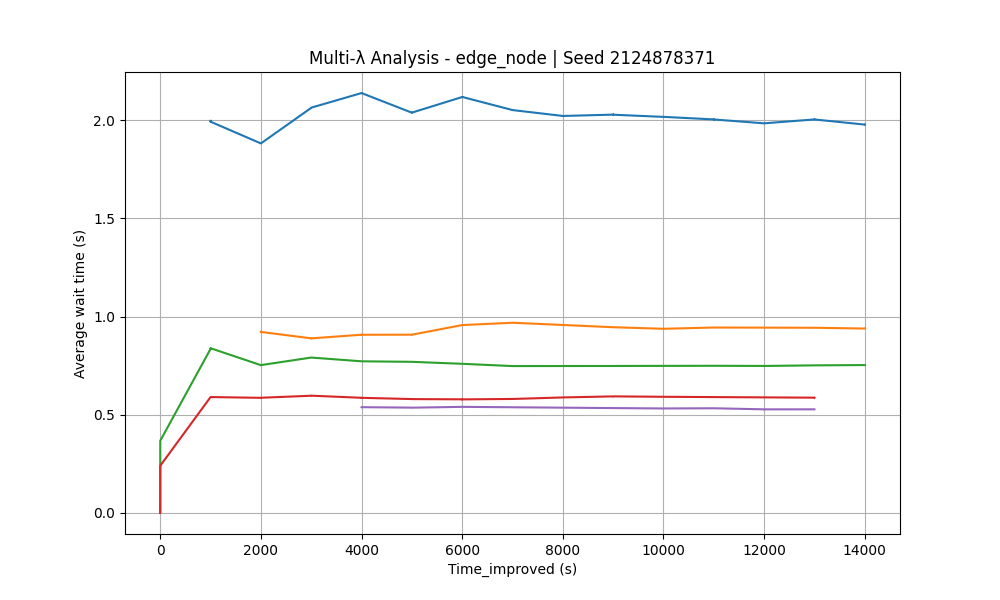 Multi-λ Analysis - edge_node | Seed 2124878371
Average wait time (s)
2.0
1.5
1.0
0.5
0.0
0 2000 4000 6000 8000 10000 12000 14000
Time_improved (s)